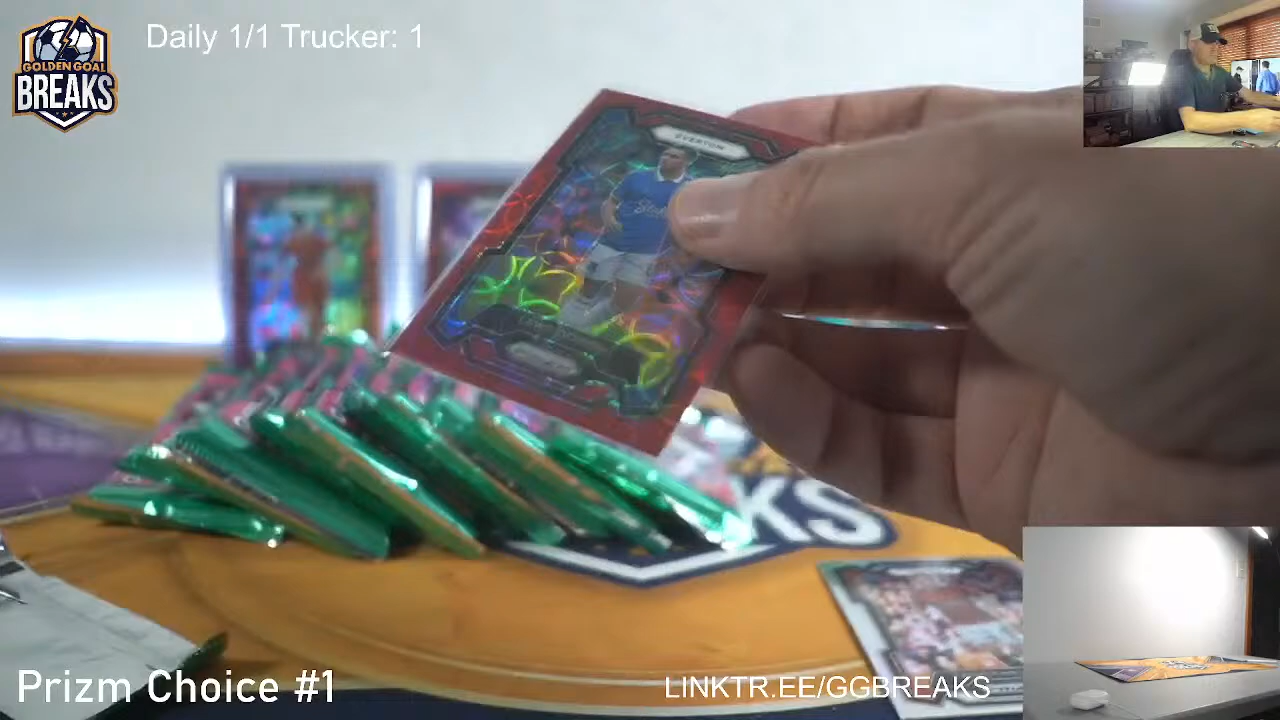 Daily 1/1 Trucker: 1
GOLDEN GOAL
BREAKS
EVERTON
KS
Prizm Choice #1
LINKTR.EE/GGBREAKS